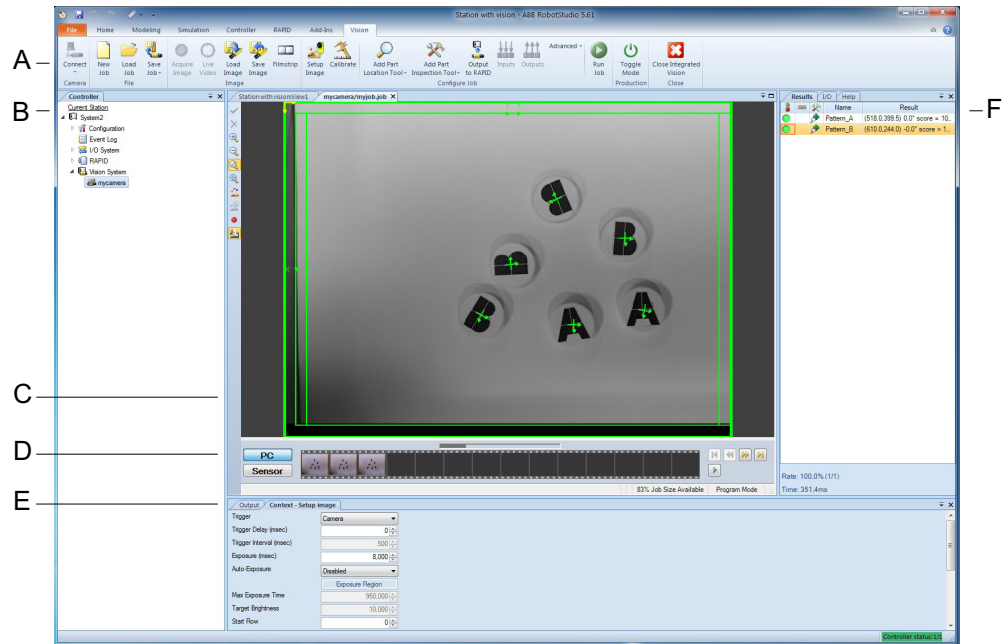 Station with vision - ABB RobotStudio 5.61
File Home Modeling Simulation Controller RAPID Add-Ins Vision
A
Connect
New Job
Load Job
Save Job
Acquire Image
Live Video
Load Image
Save Image
Filmstrip
Setup Image
Calibrate
Add Part Location Tool
Add Part Inspection Tool
Output to RAPID
Inputs
Outputs
Advanced
Run Job
Toggle Mode
Close Integrated Vision
Camera File Image Configure Job Production Close
B
Controller
Current Station
System2
Configuration
Event Log
I/O System
RAPID
Vision System
mycamera
Station with visionView1 mycamera/myjob.job
B
B
B
B
A
A
Results I/O Help
Name Result
Pattern_A (518.0,399.5) 0.0° score = 10...
Pattern_B (610.0,244.0) -0.0° score = 1...
F
C
D
PC
Sensor
83% Job Size Available Program Mode
Rate: 100,0% (1/1)
Time: 351,4ms
E
Output Context - Setup image
Trigger Camera
Trigger Delay (msec) 0
Trigger Interval (msec) 500
Exposure (msec) 8,000
Auto-Exposure Disabled
Exposure Region
Max Exposure Time 950,000
Target Brightness 10,000
Start Row 0
Controller status: 1/1